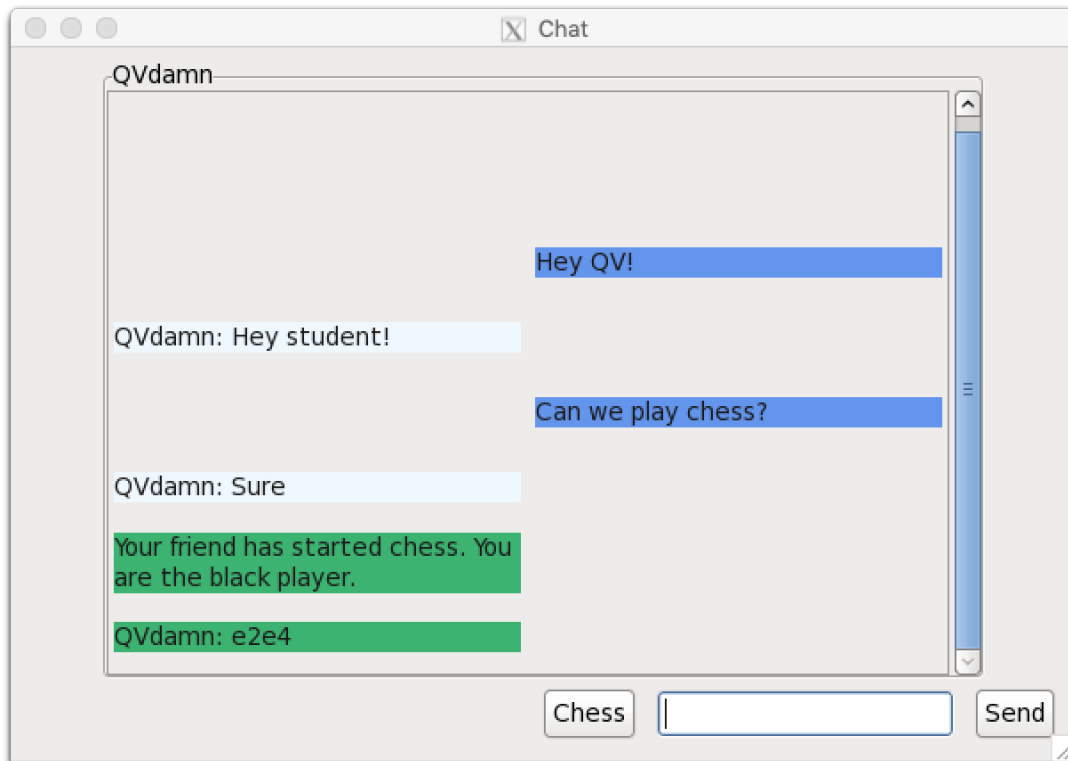 Chat
QVdamn
Hey QV!
QVdamn: Hey student!
Can we play chess?
QVdamn: Sure
Your friend has started chess. You
are the black player.
QVdamn: e2e4
Chess
Send